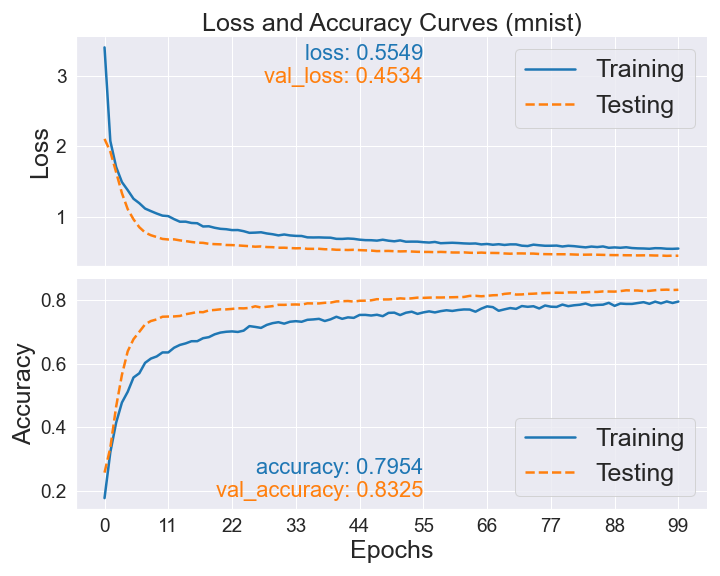 Loss and Accuracy Curves (mnist)
loss: 0.5549
val_loss: 0.4534
Training
Testing
Loss
3
2
1
Accuracy
0.8
0.6
0.4
0.2
accuracy: 0.7954
val_accuracy: 0.8325
Training
Testing
0 11 22 33 44 55 66 77 88 99
Epochs